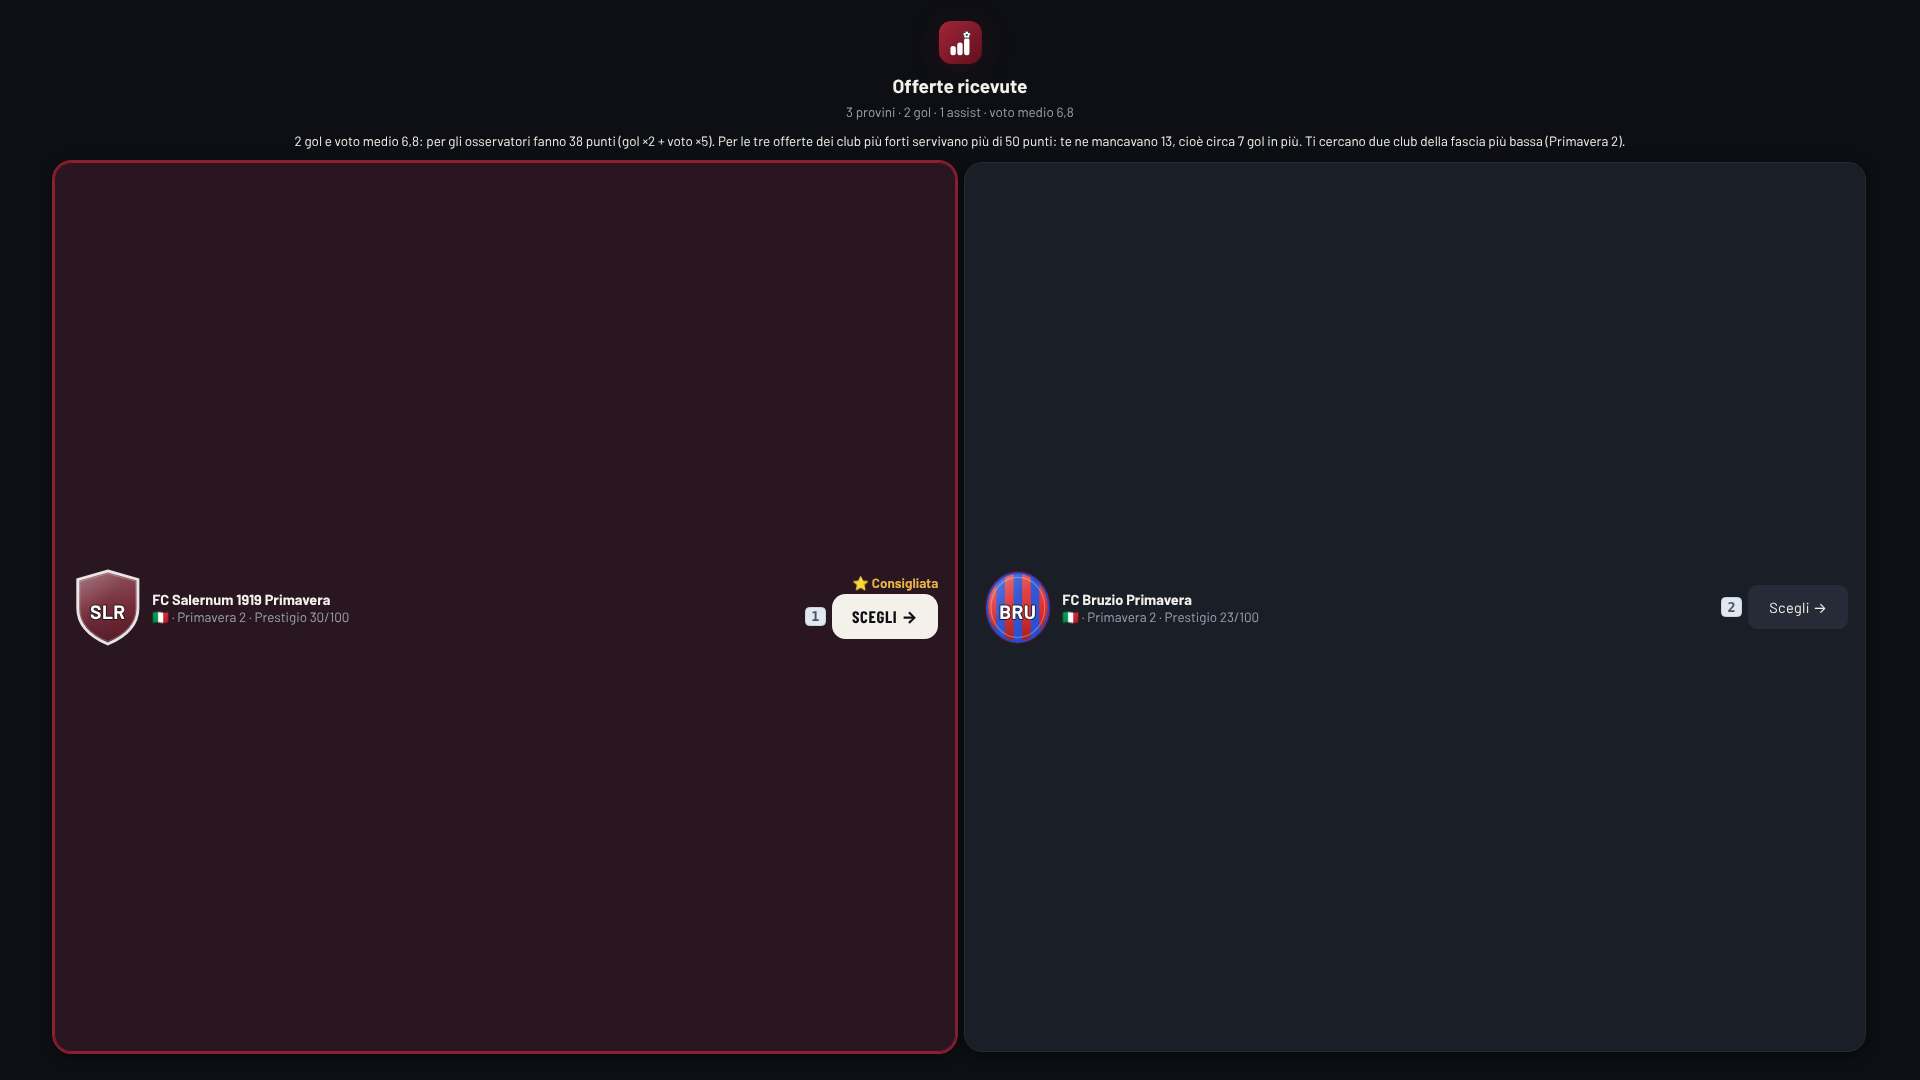 Offerte ricevute
3 provini · 2 gol · 1 assist · voto medio 6,8
2 gol e voto medio 6,8: per gli osservatori fanno 38 punti (gol ×2 + voto ×5). Per le tre offerte dei club più forti servivano più di 50 punti: te ne mancavano 13, cioè circa 7 gol in più. Ti cercano due club della fascia più bassa (Primavera 2).
SLR
FC Salernum 1919 Primavera
· Primavera 2 · Prestigio 30/100
⭐ Consigliata
1
SCEGLI →
BRU
FC Bruzio Primavera
· Primavera 2 · Prestigio 23/100
2
Scegli →